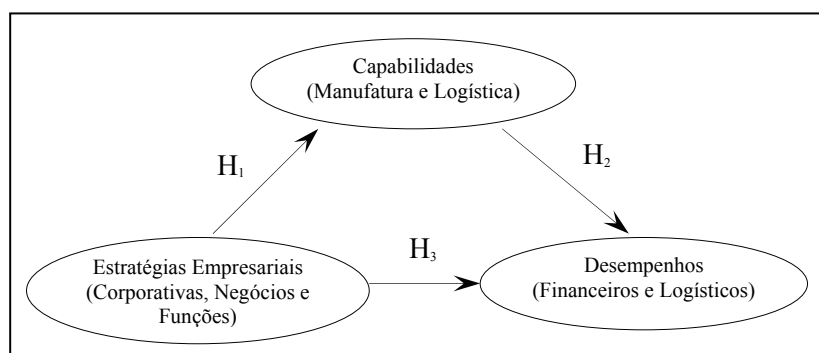 Capabilidades
(Manufatura e Logística)
H₁
H₂
H₃
Estratégias Empresariais
(Corporativas, Negócios e
Funções)
Desempenhos
(Financeiros e Logísticos)